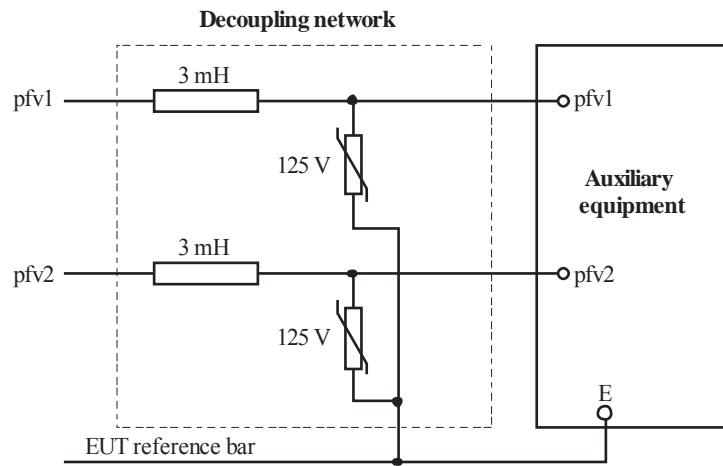 Decoupling network
3 mH
pfv1
pfv1
125 V
Auxiliary
equipment
3 mH
pfv2
pfv2
125 V
E
EUT reference bar